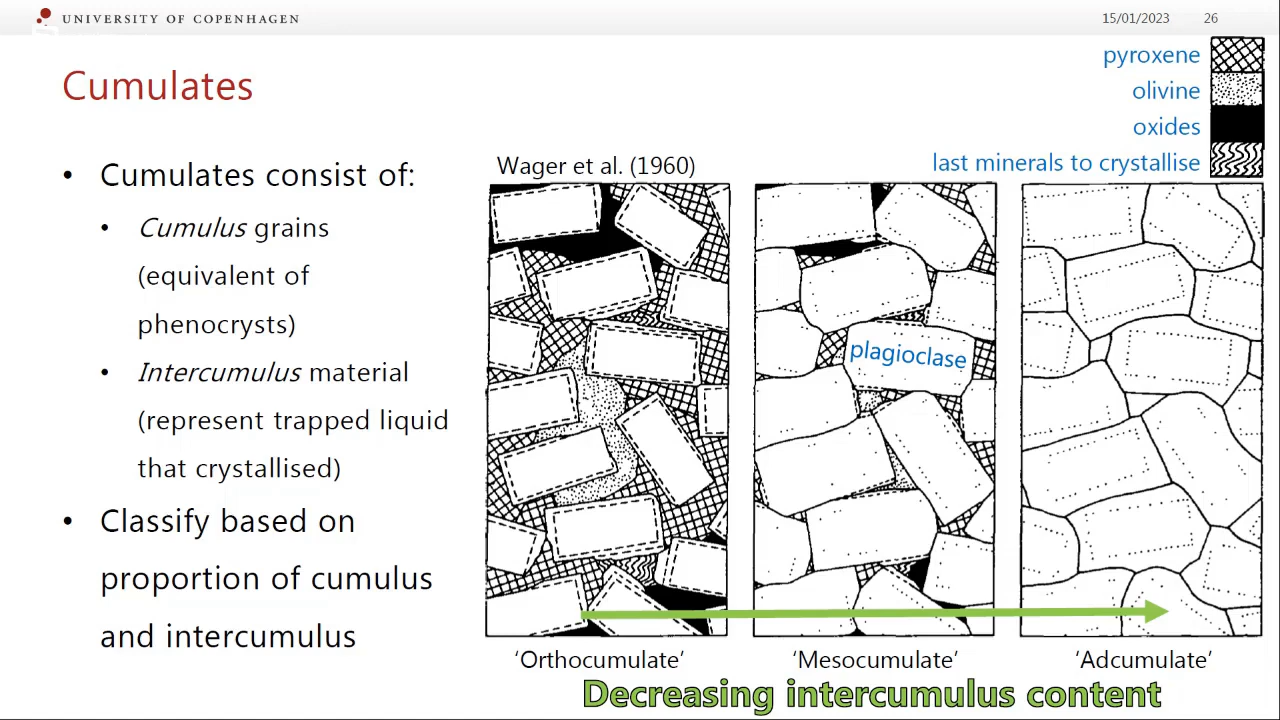 UNIVERSITY OF COPENHAGEN
15/01/2023 26
Cumulates
• Cumulates consist of:
• Cumulus grains
(equivalent of
phenocrysts)
• Intercumulus material
(represent trapped liquid
that crystallised)
• Classify based on
proportion of cumulus
and intercumulus
pyroxene
olivine
oxides
last minerals to crystallise
Wager et al. (1960)
plagioclase
‘Orthocumulate’ ‘Mesocumulate’ ‘Adcumulate’
Decreasing intercumulus content